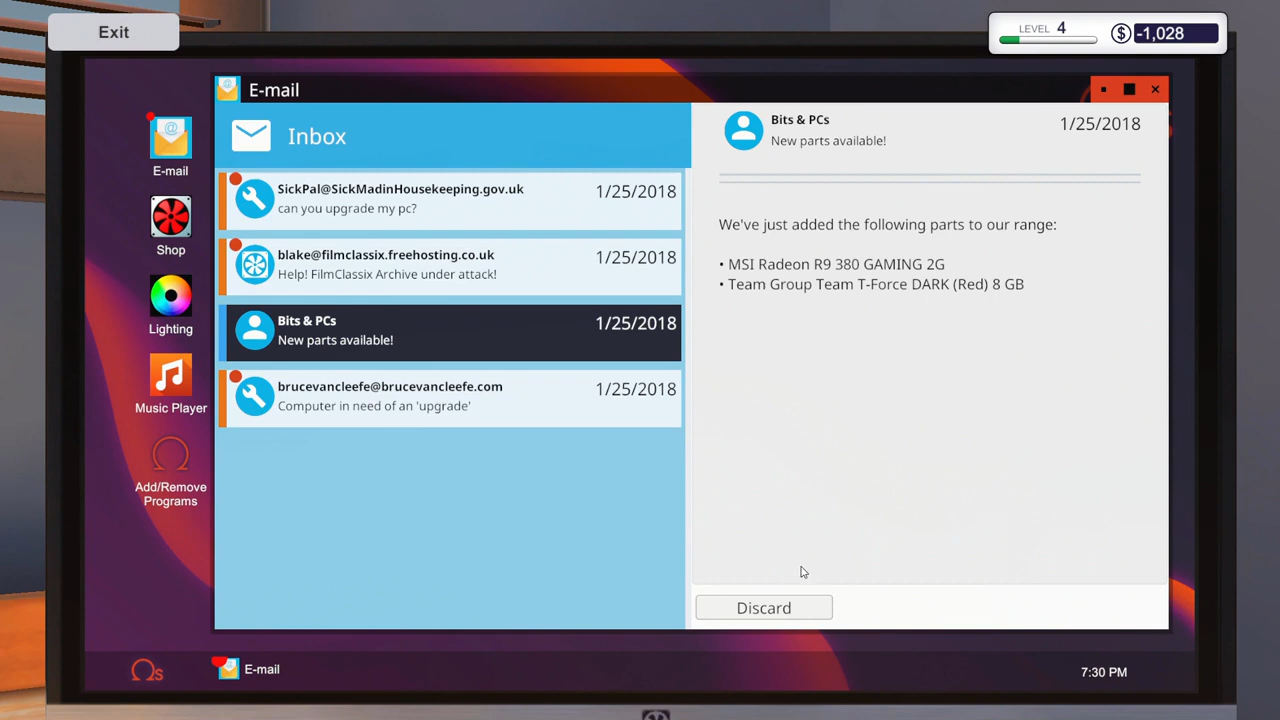 Exit
LEVEL 4
$ -1,028
E-mail
Inbox
SickPal@SickMadinHousekeeping.gov.uk
1/25/2018
can you upgrade my pc?
blake@filmclassix.freehosting.co.uk
1/25/2018
Help! FilmClassix Archive under attack!
Bits & PCs
1/25/2018
New parts available!
brucevancleefe@brucevancleefe.com
1/25/2018
Computer in need of an 'upgrade'
Bits & PCs
1/25/2018
New parts available!
We've just added the following parts to our range:
• MSI Radeon R9 380 GAMING 2G
• Team Group Team T-Force DARK (Red) 8 GB
Discard
E-mail
Shop
Lighting
Music Player
Add/Remove
Programs
Ωs
E-mail
7:30 PM